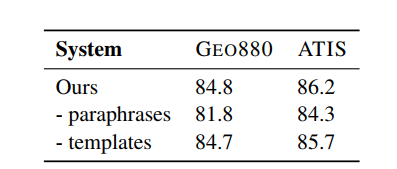 System GEO880 ATIS
Ours 84.8 86.2
- paraphrases 81.8 84.3
- templates 84.7 85.7